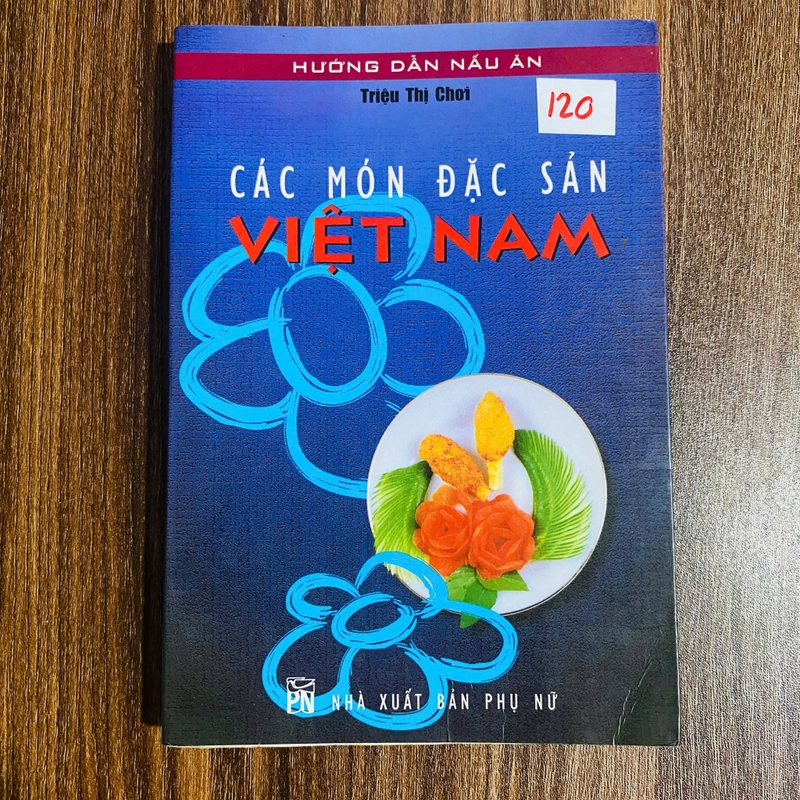 HƯỚNG DẪN NẤU ĂN
Triệu Thị Chơi
120
CÁC MÓN ĐẶC SẢN
VIỆT NAM
PN NHÀ XUẤT BẢN PHỤ NỮ